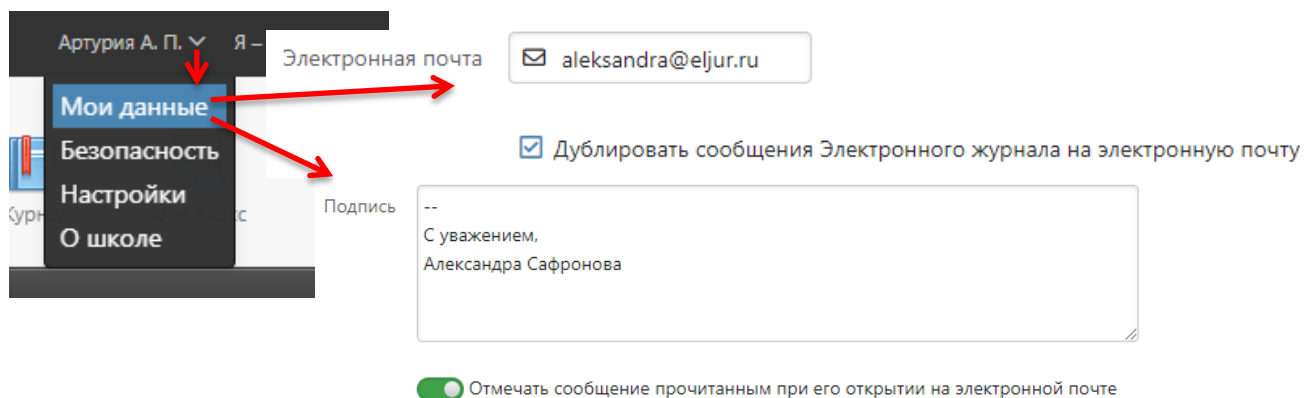 Артурия А. П. Я –
Мои данные
Безопасность
Настройки
О школе
Электронная почта aleksandra@eljur.ru
Дублировать сообщения Электронного журнала на электронную почту
Подпись --
С уважением,
Александра Сафронова
Отмечать сообщение прочитанным при его открытии на электронной почте